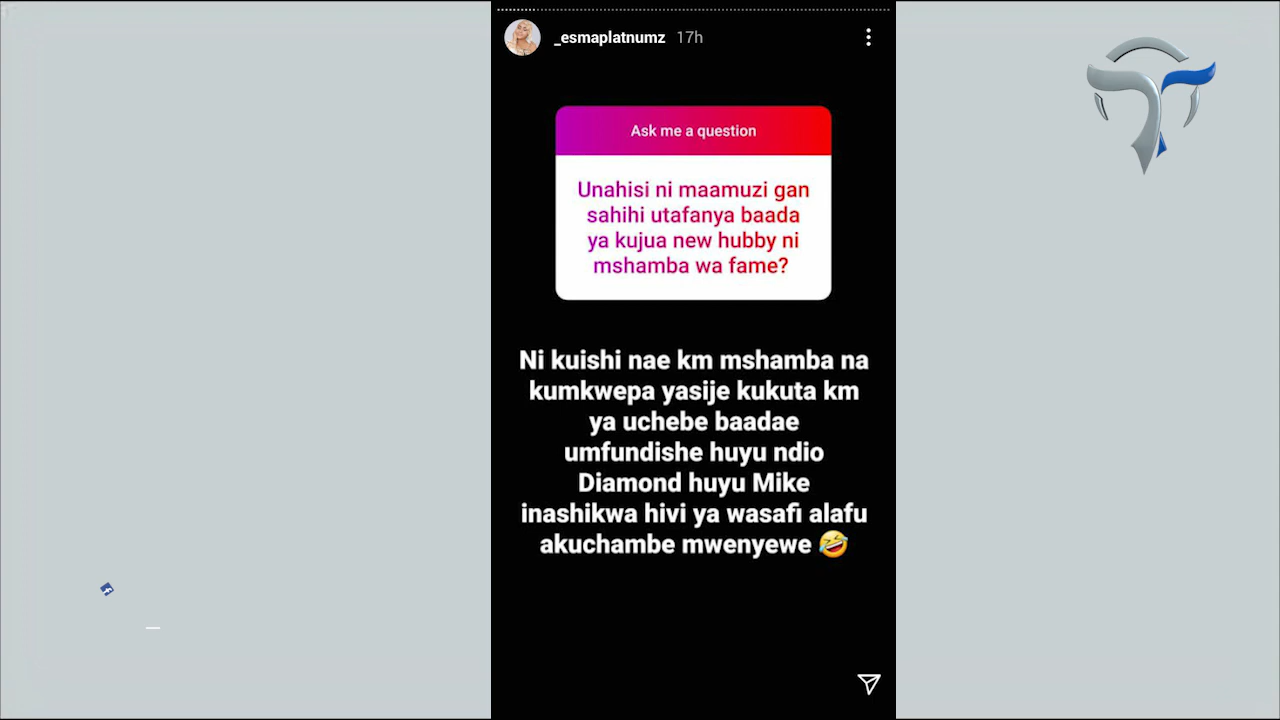 _esmaplatnumz 17h
Ask me a question
Unahisi ni maamuzi gan
sahihi utafanya baada
ya kujua new hubby ni
mshamba wa fame?
Ni kuishi nae km mshamba na
kumkwepa yasije kukuta km
ya uchebe baadae
umfundishe huyu ndio
Diamond huyu Mike
inashikwa hivi ya wasafi alafu
akuchambe mwenyewe 🤣